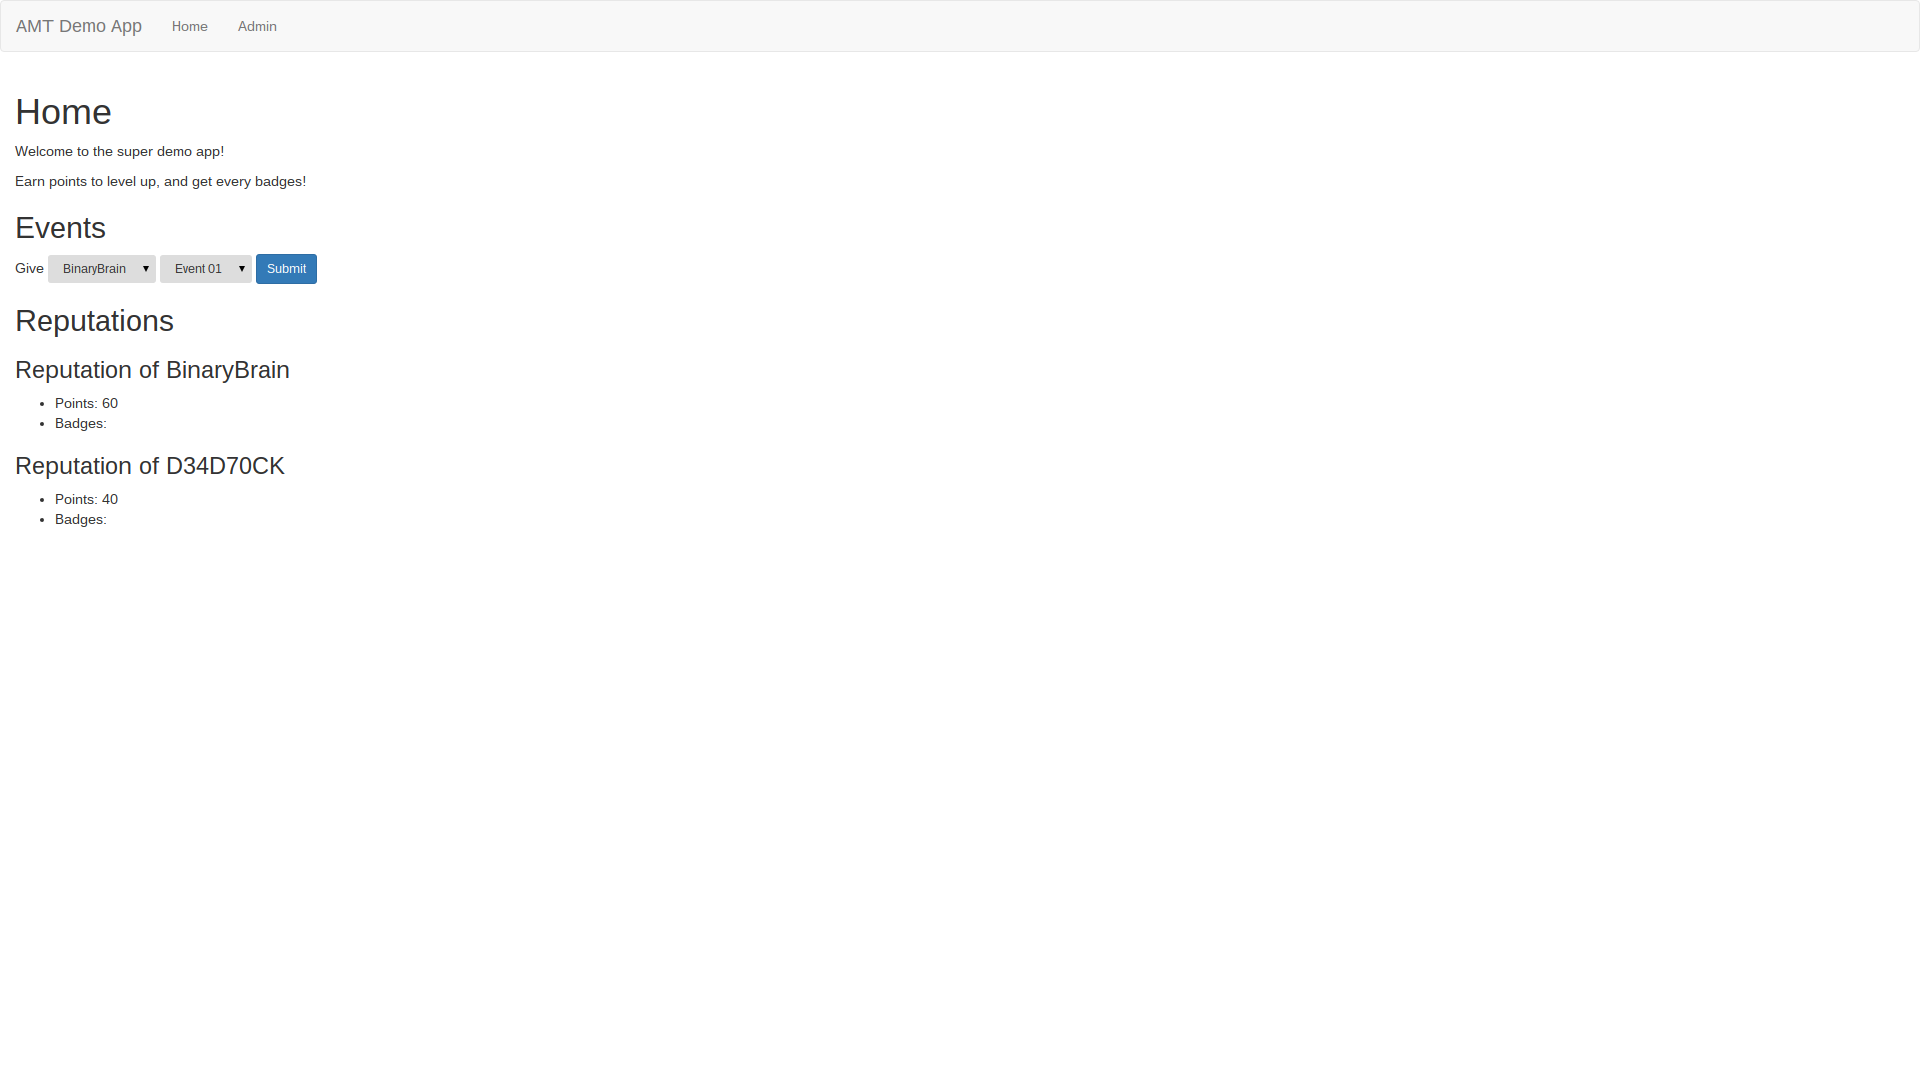 AMT Demo App Home Admin
Home
Welcome to the super demo app!
Earn points to level up, and get every badges!
Events
Give BinaryBrain Event 01 Submit
Reputations
Reputation of BinaryBrain
Points: 60
Badges:
Reputation of D34D70CK
Points: 40
Badges: